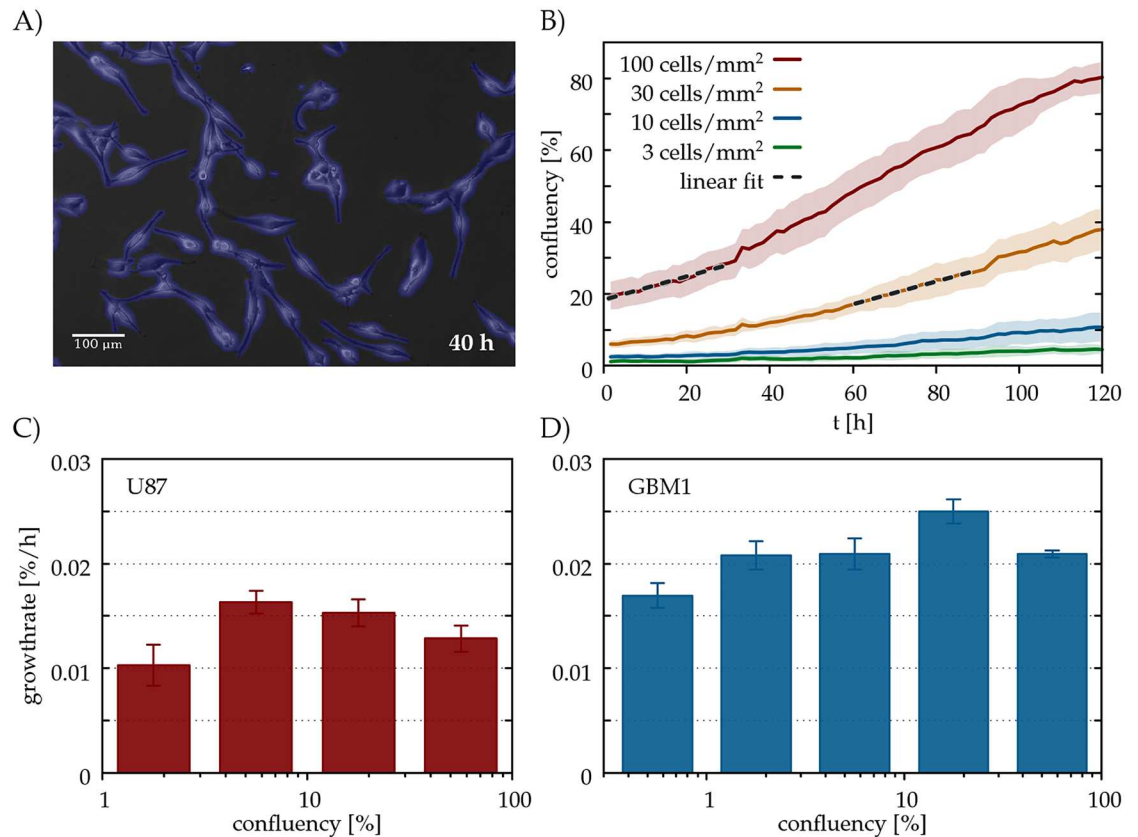 A)
100 µm
40 h
B)
confluency [%]
80
60
40
20
0
100 cells/mm²
30 cells/mm²
10 cells/mm²
3 cells/mm²
linear fit
0 20 40 60 80 100 120
t [h]
C)
growthrate [%/h]
0.03
0.02
0.01
0
U87
1 10 100
confluency [%]
D)
0.03
0.02
0.01
0
GBM1
1 10 100
confluency [%]